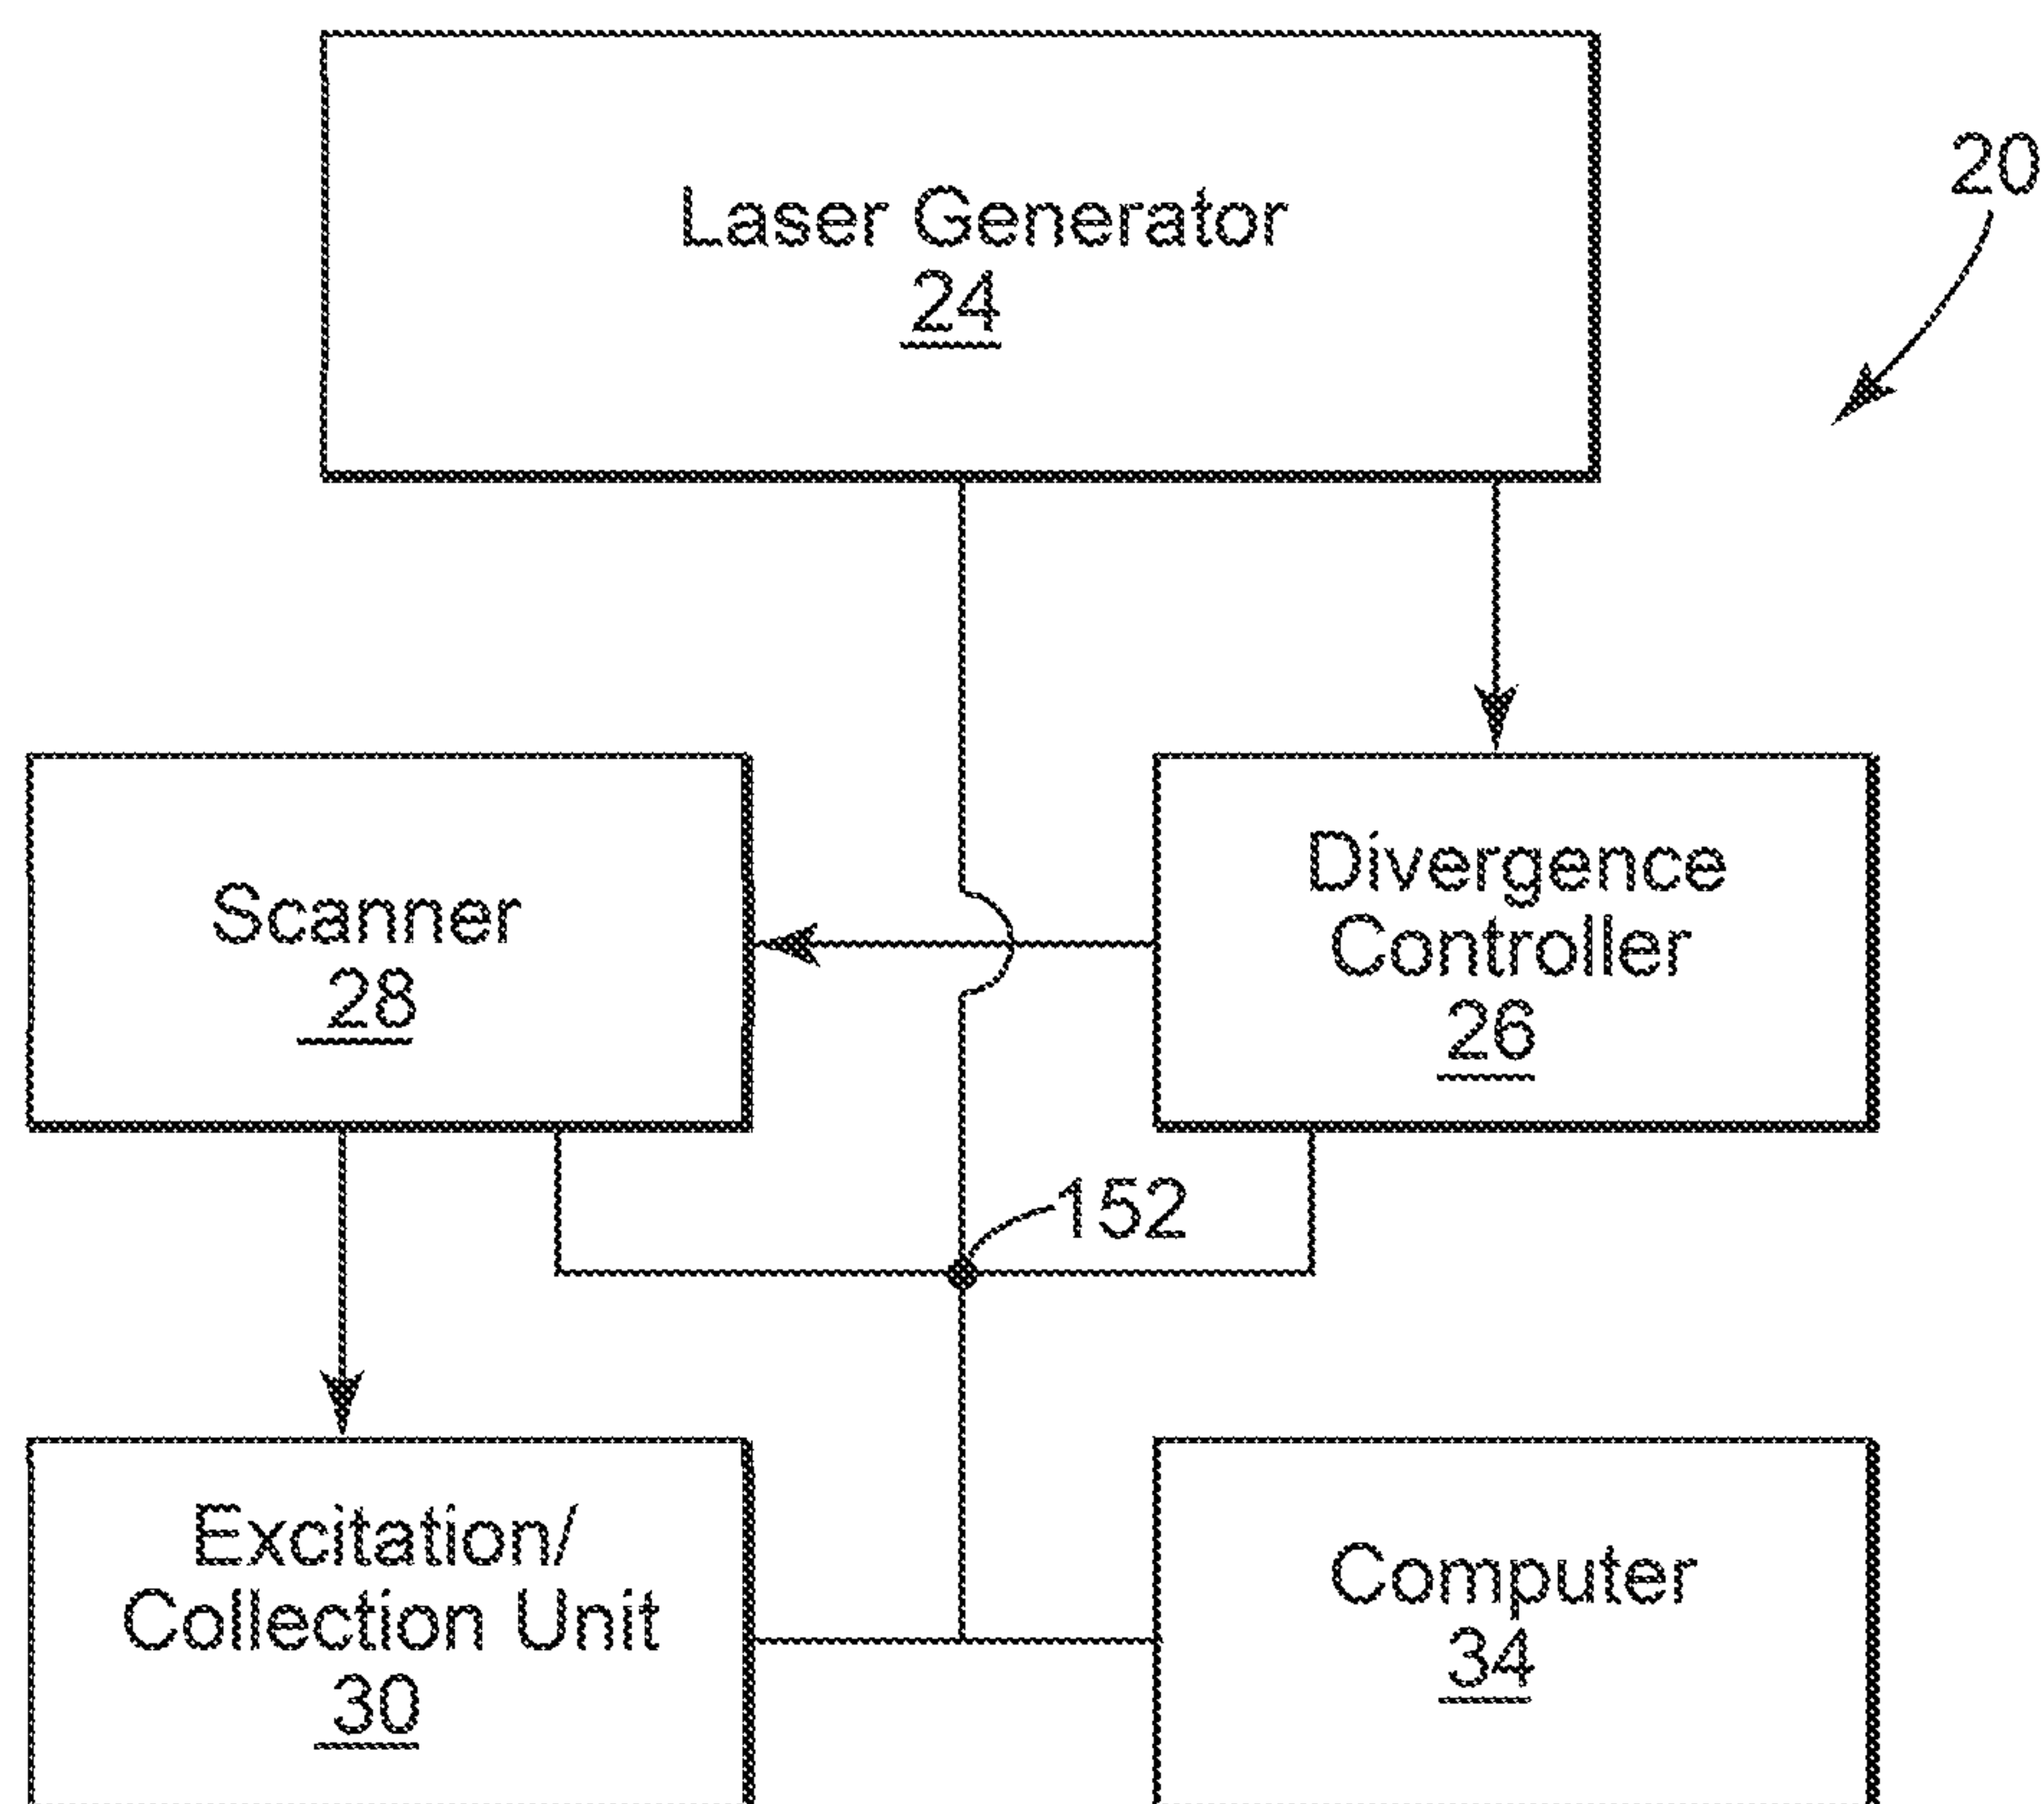 Laser Generator
24
20
Scanner
28
Divergence
Controller
26
152
Excitation/
Collection Unit
30
Computer
34